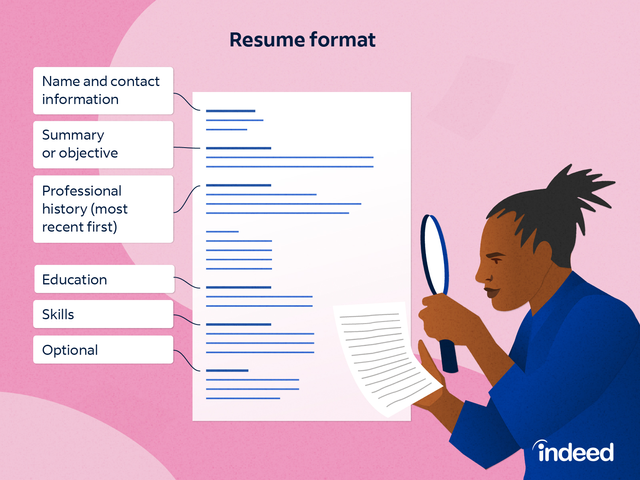 Resume format
Name and contact
information
Summary
or objective
Professional
history (most
recent first)
Education
Skills
Optional
indeed